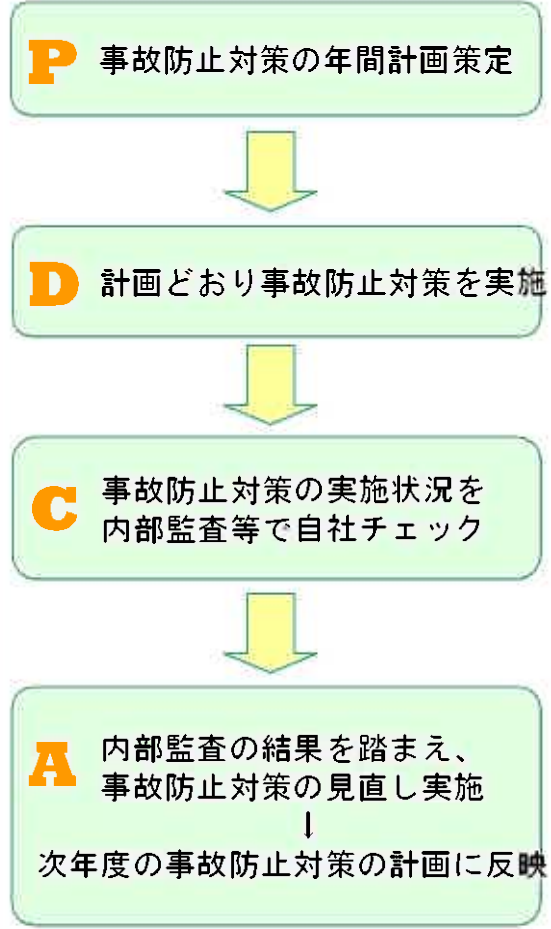 P 事故防止対策の年間計画策定
D 計画どおり事故防止対策を実施
C 事故防止対策の実施状況を
内部監査等で自社チェック
A 内部監査の結果を踏まえ、
事故防止対策の見直し実施
↓
次年度の事故防止対策の計画に反映